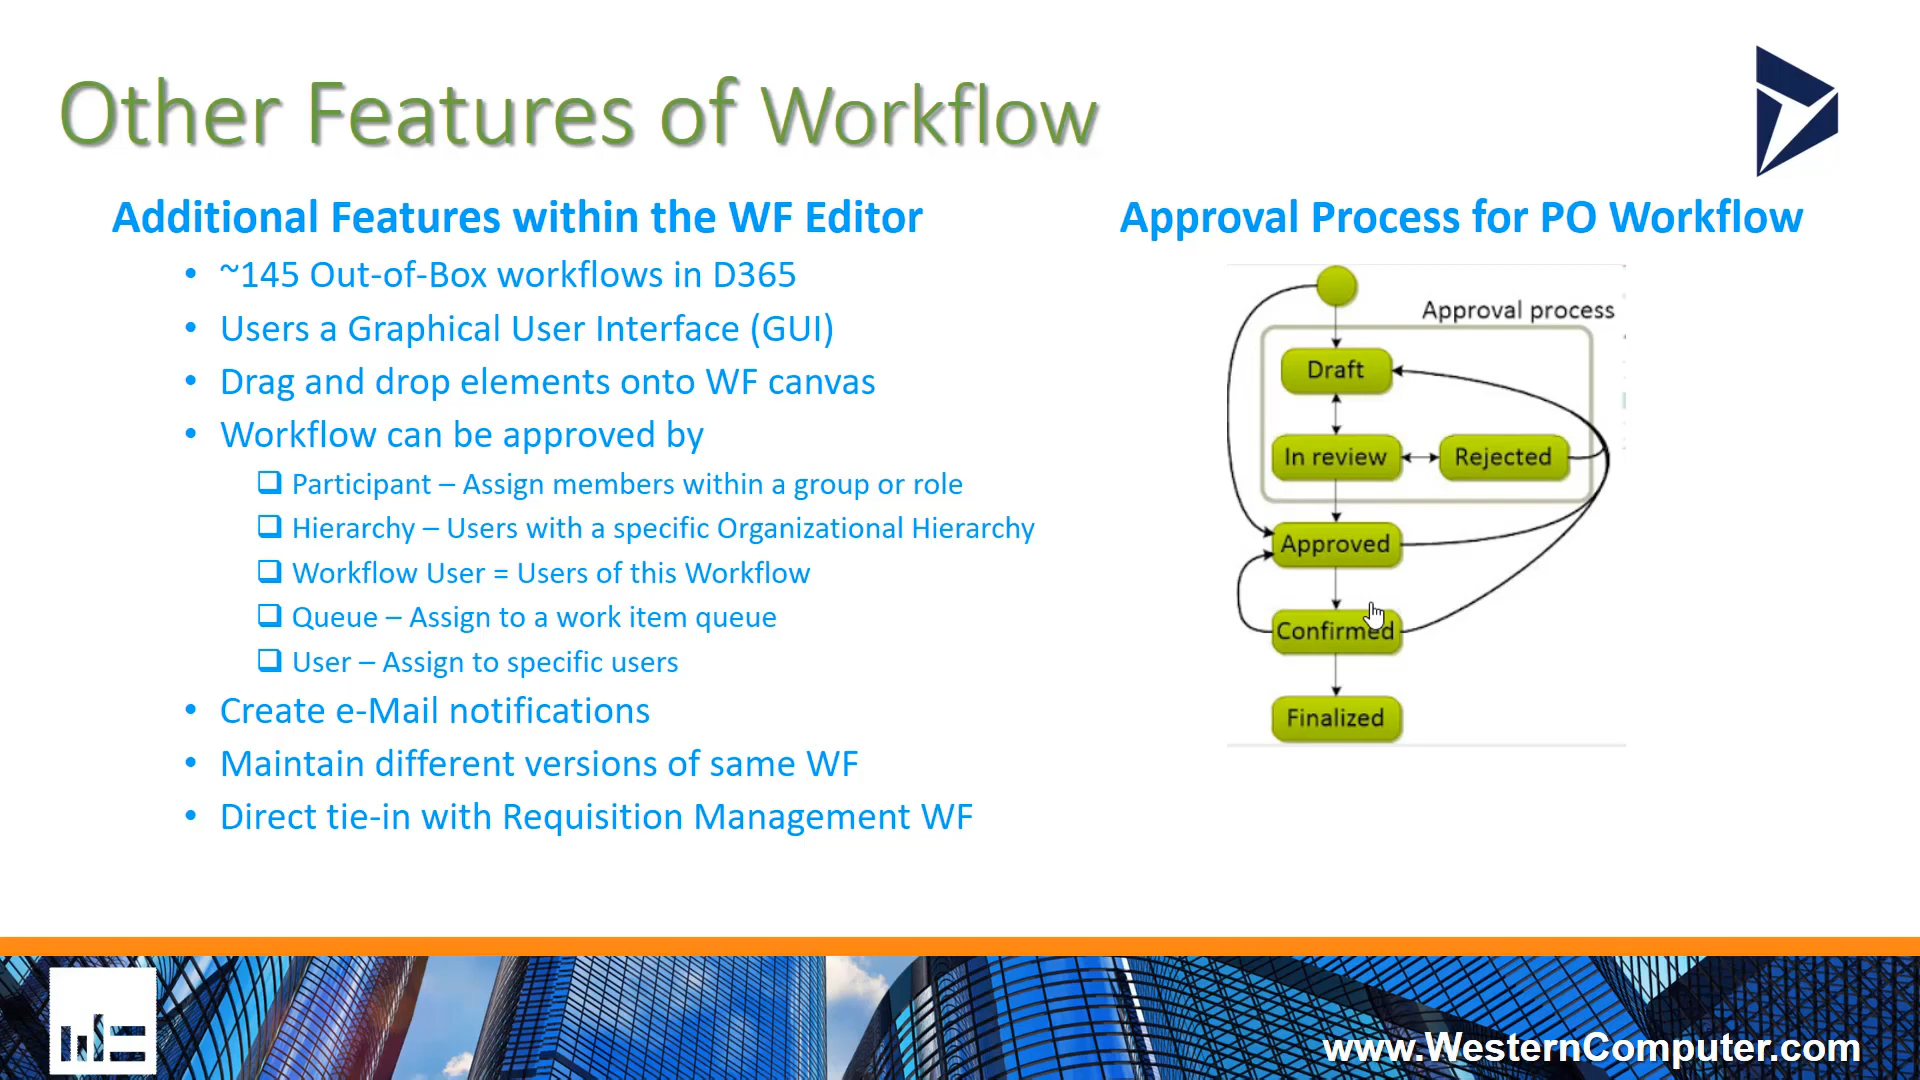 Other Features of Workflow
Additional Features within the WF Editor
• ~145 Out-of-Box workflows in D365
• Users a Graphical User Interface (GUI)
• Drag and drop elements onto WF canvas
• Workflow can be approved by
❑ Participant – Assign members within a group or role
❑ Hierarchy – Users with a specific Organizational Hierarchy
❑ Workflow User = Users of this Workflow
❑ Queue – Assign to a work item queue
❑ User – Assign to specific users
• Create e-Mail notifications
• Maintain different versions of same WF
• Direct tie-in with Requisition Management WF
Approval Process for PO Workflow
Approval process
Draft
In review
Rejected
Approved
Confirmed
Finalized
www.WesternComputer.com